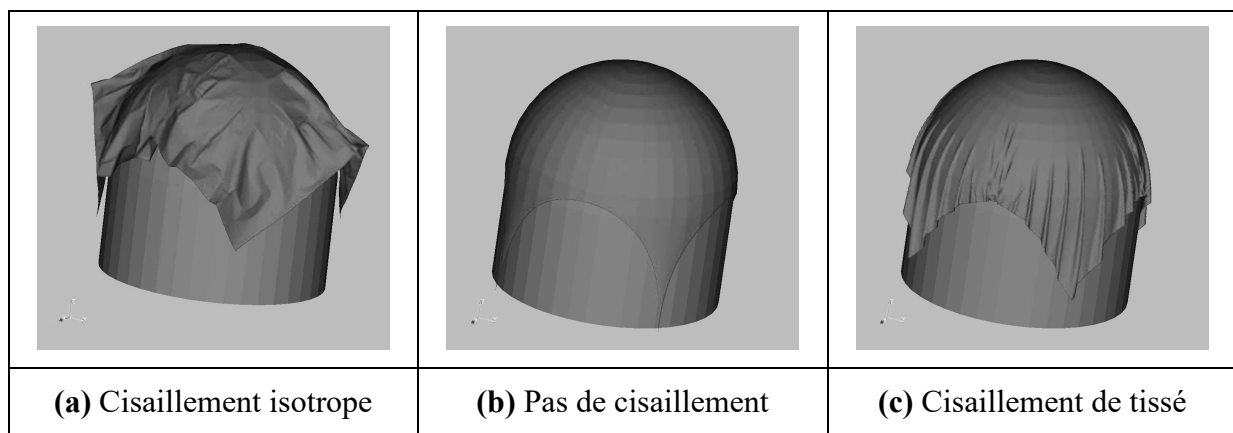 (a) Cisaillement isotrope
(b) Pas de cisaillement
(c) Cisaillement de tissé